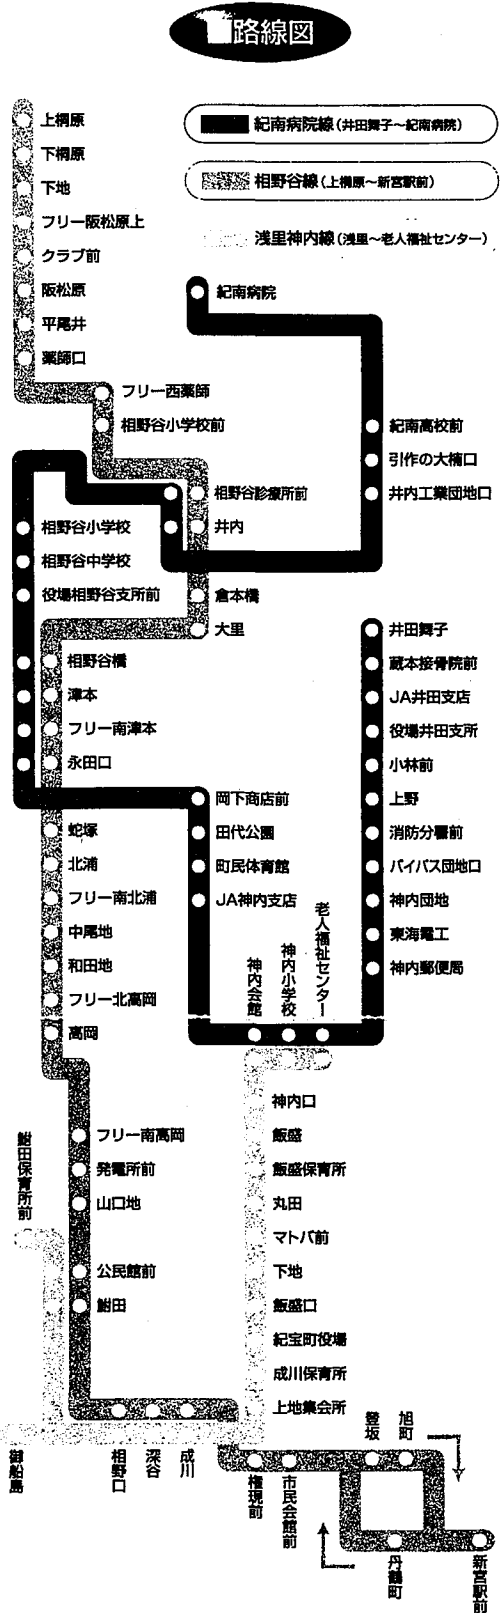 路線図
紀南病院線(井田舞子～紀南病院)
相野谷線(上桐原～新宮駅前)
浅里神内線(浅里～老人福祉センター)
上桐原
下桐原
下地
フリー阪松原上
クラブ前
阪松原
平尾井
薬師口
フリー西薬師
相野谷小学校前
紀南病院
紀南高校前
引作の大楠口
井内工業団地口
相野谷診療所前
井内
相野谷小学校
相野谷中学校
役場相野谷支所前
倉本橋
大里
相野谷橋
津本
フリー南津本
永田口
井田舞子
蔵本接骨院前
JA井田支店
役場井田支所
小林前
上野
消防分署前
バイパス団地口
神内団地
東海電工
神内郵便局
岡下商店前
田代公園
町民体育館
JA神内支店
神内会館
神内小学校
老人福祉センター
蛇塚
北浦
フリー南北浦
中尾地
和田地
フリー北高岡
高岡
フリー南高岡
発電所前
山口地
公民館前
鮒田
鮒田保育所前
神内口
飯盛
飯盛保育所
丸田
マトバ前
下地
飯盛口
紀宝町役場
成川保育所
上地集会所
御船島
相野口
深谷
成川
権現前
市民会館前
登坂
旭町
丹鶴町
新宮駅前